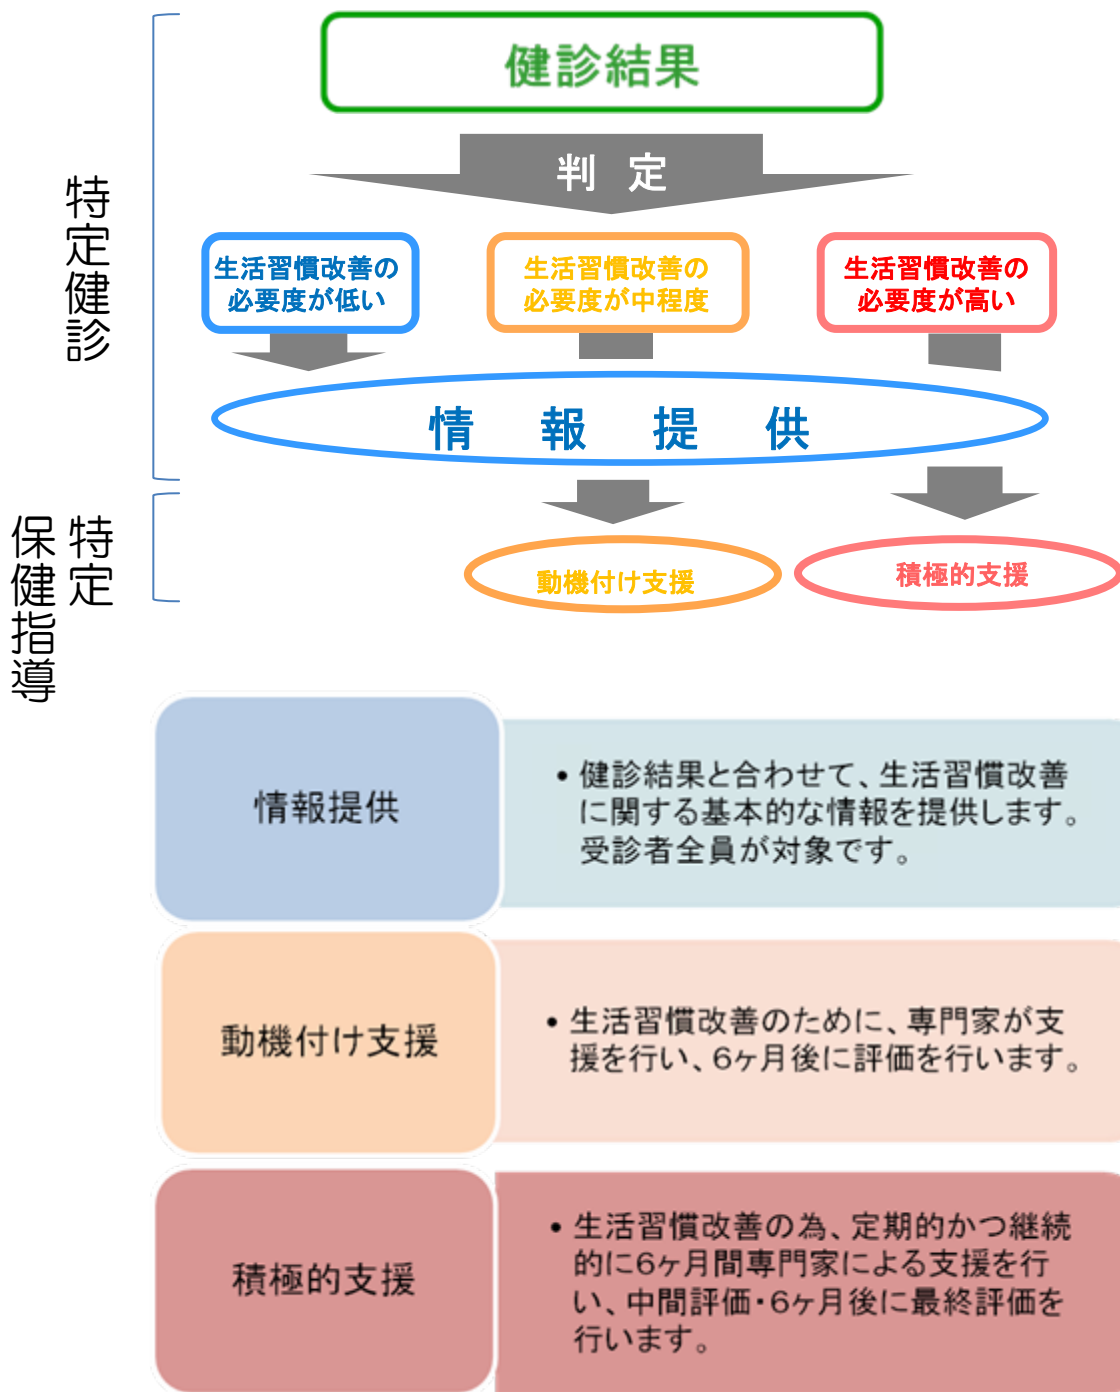 健診結果
判　定
特定健診
生活習慣改善の
必要度が低い
生活習慣改善の
必要度が中程度
生活習慣改善の
必要度が高い
情　報　提　供
特定
保健指導
動機付け支援
積極的支援
情報提供
• 健診結果と合わせて、生活習慣改善
に関する基本的な情報を提供します。
受診者全員が対象です。
動機付け支援
• 生活習慣改善のために、専門家が支
援を行い、6ヶ月後に評価を行います。
積極的支援
• 生活習慣改善の為、定期的かつ継続
的に6ヶ月間専門家による支援を行
い、中間評価・6ヶ月後に最終評価を
行います。